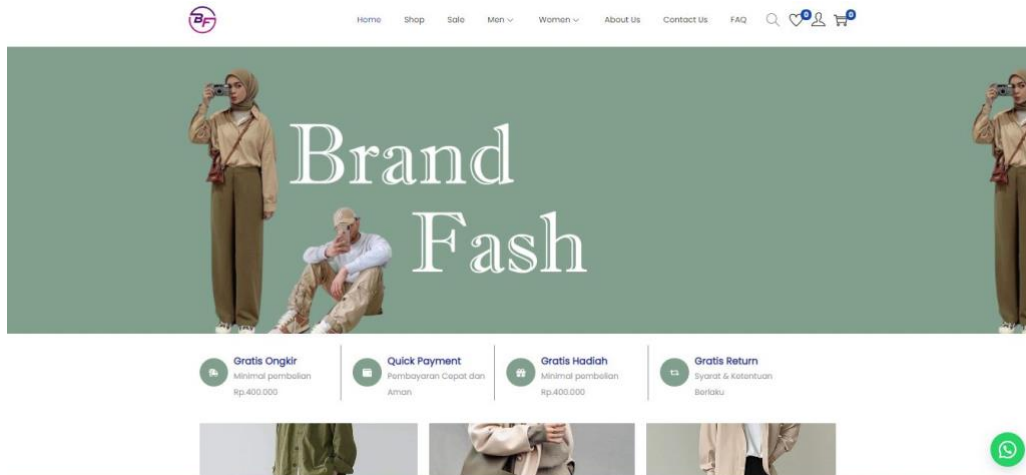 BF
Home Shop Sale Men Women About Us Contact Us FAQ 0 0
Brand
Fash
Gratis Ongkir
Minimal pembelian
Rp.400.000
Quick Payment
Pembayaran Cepat dan
Aman
Gratis Hadiah
Minimal pembelian
Rp.400.000
Gratis Return
Syarat & Ketentuan
Berlaku